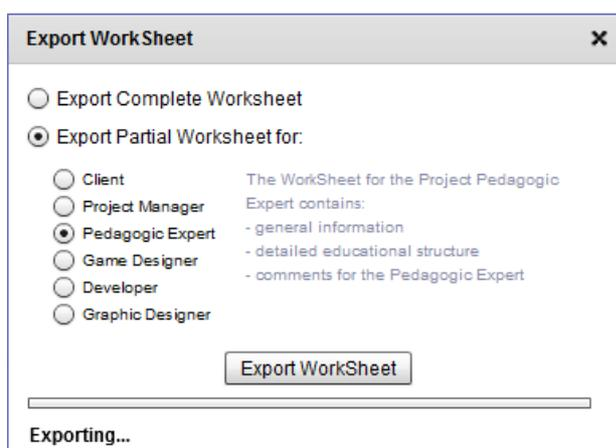 Export WorkSheet
Export Complete Worksheet
Export Partial Worksheet for:
Client
Project Manager
Pedagogic Expert
Game Designer
Developer
Graphic Designer
The WorkSheet for the Project Pedagogic
Expert contains:
- general information
- detailed educational structure
- comments for the Pedagogic Expert
Export WorkSheet
Exporting...